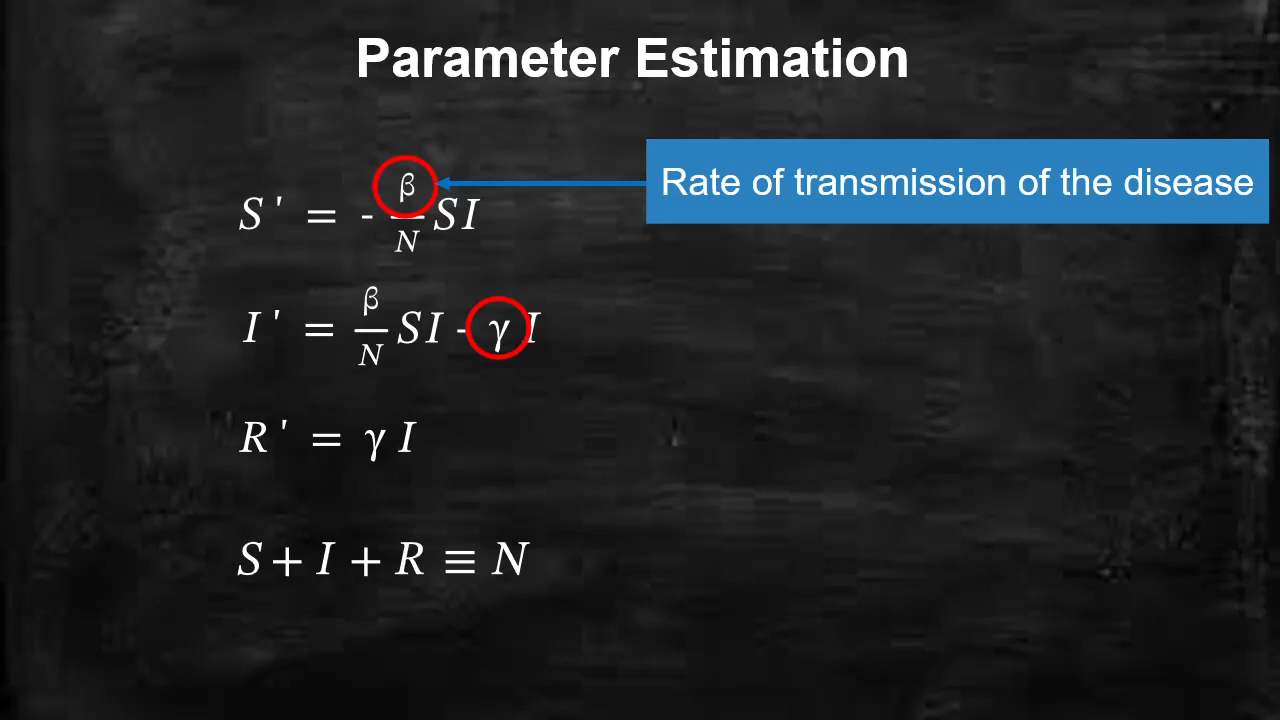 Parameter Estimation
Rate of transmission of the disease
S ' = - β/N SI
I ' = β/N SI - γ I
R ' = γ I
S + I + R ≡ N